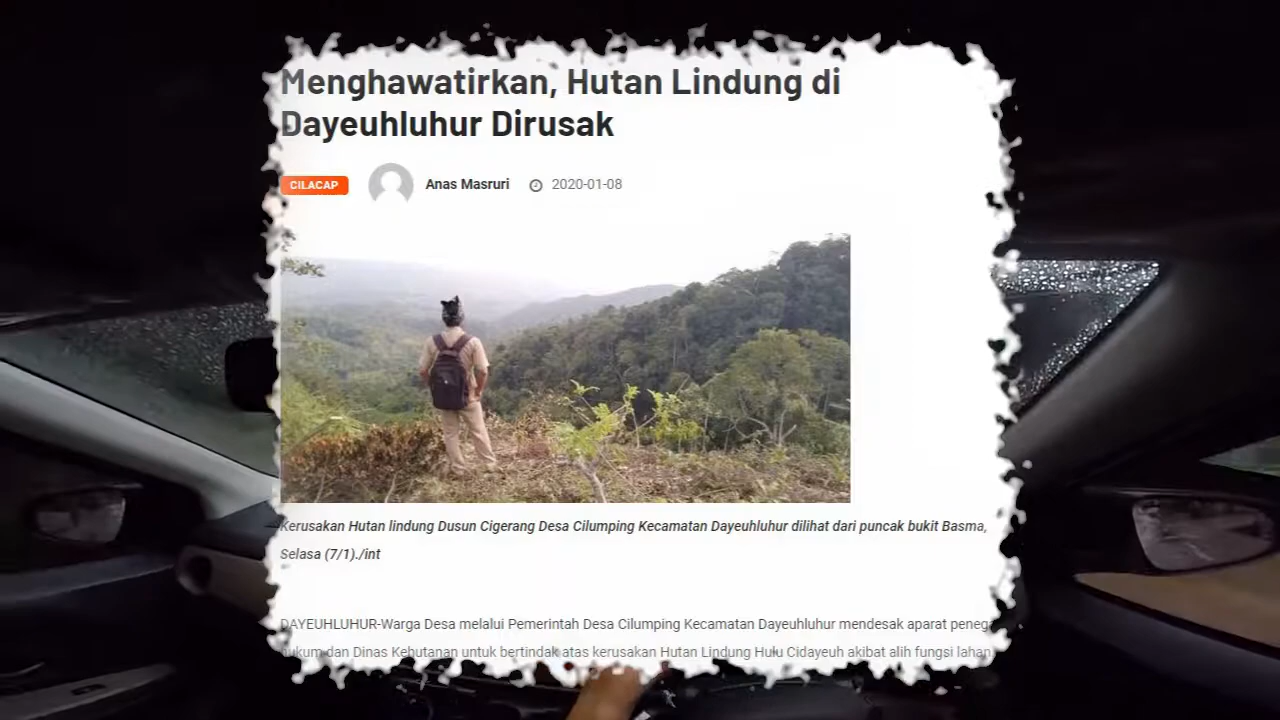 Menghawatirkan, Hutan Lindung di
Dayeuhluhur Dirusak
CILACAP Anas Masruri 2020-01-08
Kerusakan Hutan lindung Dusun Cigerang Desa Cilumping Kecamatan Dayeuhluhur dilihat dari puncak bukit Basma,
Selasa (7/1)./int
DAYEUHLUHUR-Warga Desa melalui Pemerintah Desa Cilumping Kecamatan Dayeuhluhur mendesak aparat
hukum dan Dinas Kehutanan untuk bertindak atas kerusakan Hutan Lindung Hulu Cidayeuh akibat alih fungsi lahan